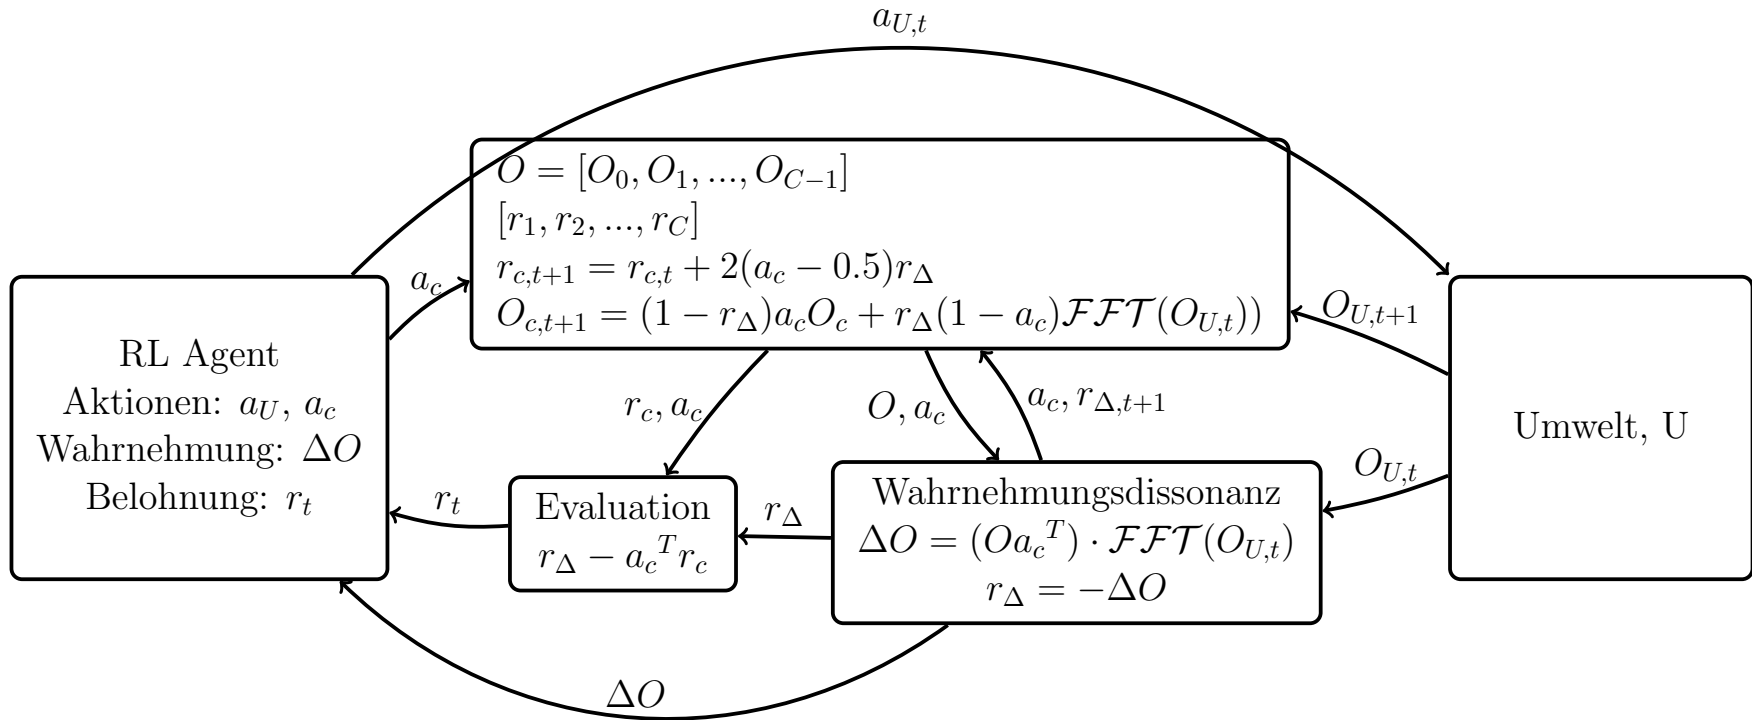 a_{U,t}
O = [O_0, O_1, ..., O_{C−1}]
[r_1, r_2, ..., r_C]
r_{c,t+1} = r_{c,t} + 2(a_c − 0.5)r_Δ
O_{c,t+1} = (1 − r_Δ)a_cO_c + r_Δ(1 − a_c)ℱℱ𝒯(O_{U,t}))
a_c
O_{U,t+1}
RL Agent
Aktionen: a_U, a_c
Wahrnehmung: ΔO
Belohnung: r_t
r_c, a_c
O, a_c
a_c, r_{Δ,t+1}
Umwelt, U
O_{U,t}
r_t
Evaluation
r_Δ − a_c^T r_c
r_Δ
Wahrnehmungsdissonanz
ΔO = (Oa_c^T) · ℱℱ𝒯(O_{U,t})
r_Δ = −ΔO
ΔO